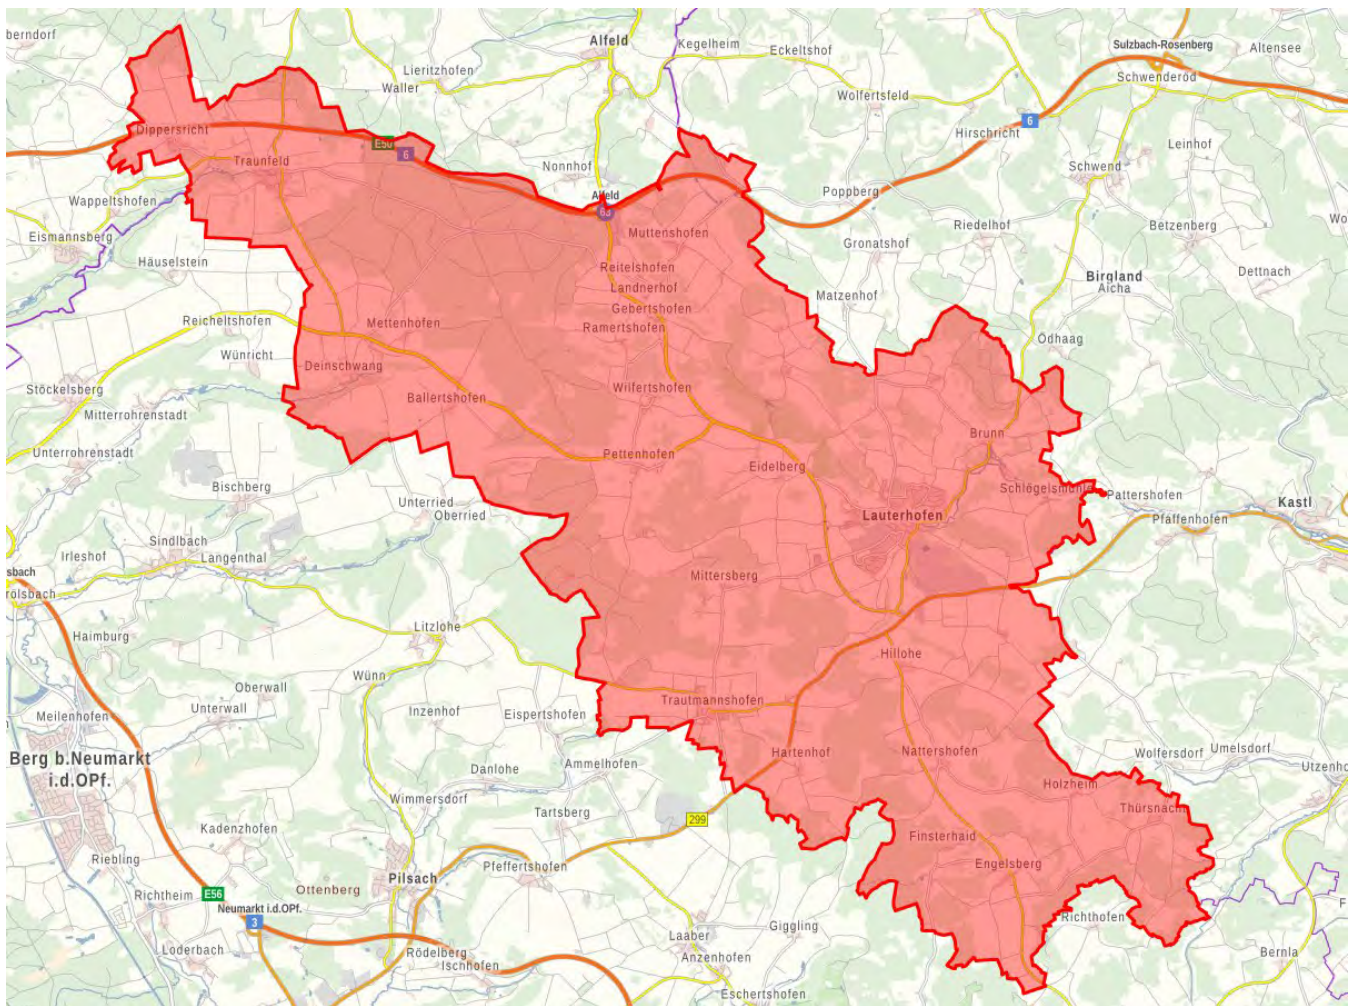 berndorf
Alfeld
Kegelheim
Eckeltshof
Sulzbach-Rosenberg
Altensee
Lieritzhofen
Waller
Schwenderöd
Wolfertsfeld
6
Hirschricht
Dippersricht
E50
6
Traunfeld
Nonnhof
Leinhof
Schwend
Poppberg
Alfeld
63
Wappeltshofen
Eismannsberg
Muttenshofen
Gronatshof
Riedelhof
Betzenberg
Wo
Häuselstein
Reitelshofen
Landnerhof
Birgland
Aicha
Dettnach
Matzenhof
Gebertshofen
Reicheltshofen
Mettenhofen
Ramertshofen
Ödhaag
Wünricht
Deinschwang
Stöckelsberg
Wilfertshofen
Ballertshofen
Mitterrohrenstadt
Brunn
Unterrohrenstadt
Pettenhofen
Eidelberg
Bischberg
Schlögelsmühle
Pattershofen
Kastl
Unterried
Oberried
Lauterhofen
Pfaffenhofen
Sindlbach
Irleshof
Langenthal
sbach
Mittersberg
rölsbach
Litzlohe
Haimburg
Hillohe
Wünn
Oberwall
Trautmannshofen
Unterwall
Inzenhof
Eispertshofen
Meilenhofen
n
Berg b.Neumarkt
i.d.OPf.
Hartenhof
Nattershofen
Wolfersdorf
Umelsdorf
Utzenho
Danlohe
Ammelhofen
Holzheim
Wimmersdorf
Tartsberg
Thürsnacht
299
Kadenzhofen
Finsterhaid
Riebling
Pfeffertshofen
Engelsberg
Richtheim
E56
Ottenberg
Pilsach
Neumarkt i.d.OPf.
3
Richthofen
F
Giggling
Laaber
Loderbach
Rödelberg
Ischhofen
Anzenhofen
Bernla
Eschertshofen